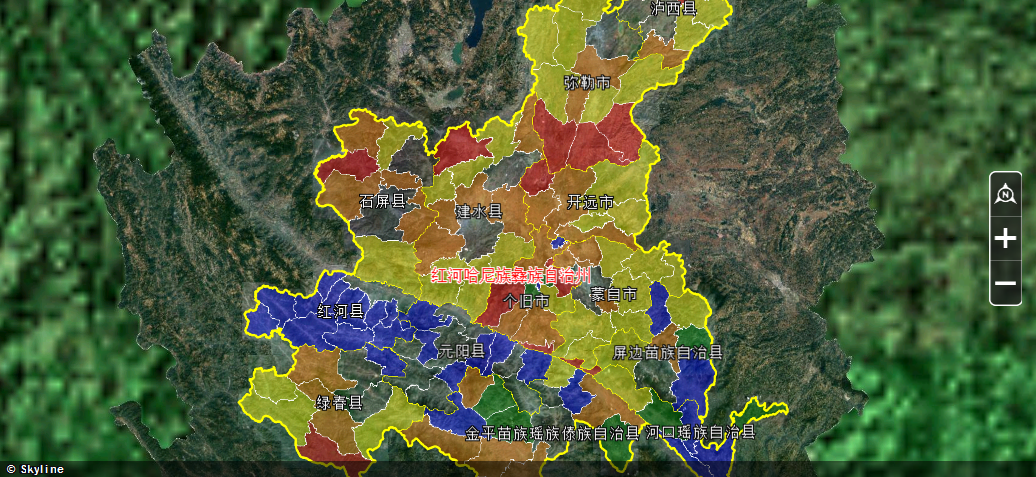 泸西县
弥勒市
石屏县
建水县
开远市
红河哈尼族彝族自治州
个旧市
蒙自市
红河县
元阳县
屏边苗族自治县
绿春县
金平苗族瑶族傣族自治县
河口瑶族自治县
N
© Skyline